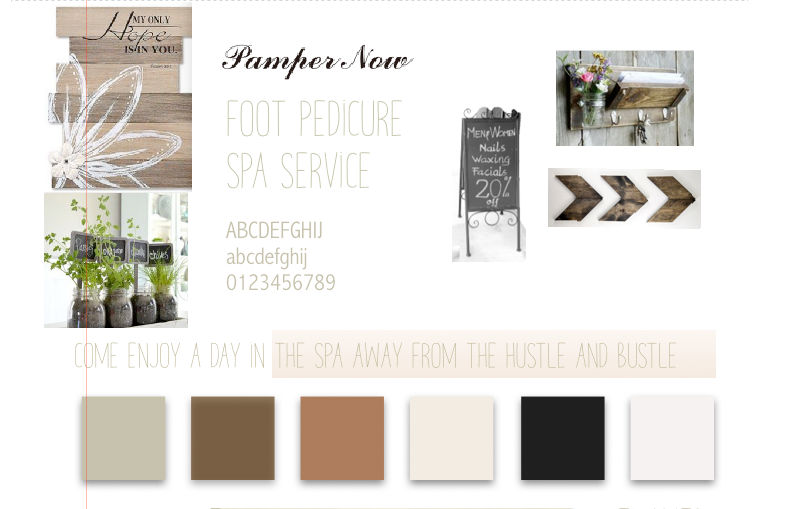 MY ONLY
Hope
IS IN YOU.
Pamper Now
FOOT PEDICURE
SPA SERVICE
MEN & WOMEN
Nails
Waxing
Facials
20%
off
ABCDEFGHIJ
abcdefghij
0123456789
chives
COME ENJOY A DAY IN THE SPA AWAY FROM THE HUSTLE AND BUSTLE